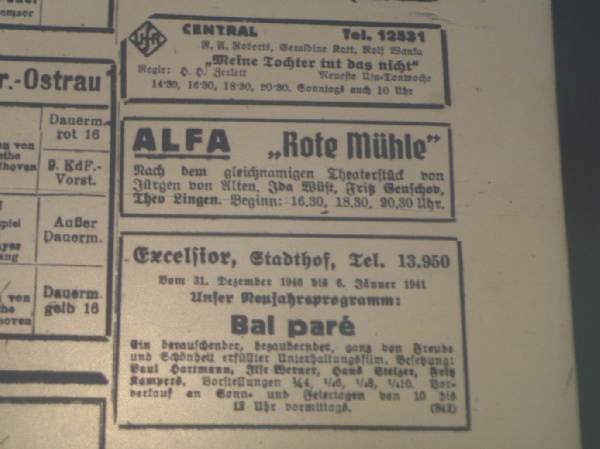 r.-Ostrau
Dauerm.
rot 16
9. KdF.-
Vorst.
Außer
Dauerm.
Dauerm.
gelb 16
UFA
CENTRAL Tel. 12531
R. A. Roberts, Geraldine Katt, Rolf Wanka
„Meine Tochter tut das nicht"
Regie: H. H. Zerlett Neueste Ufa-Tonwoche
14'30, 16'30, 18'30, 20'30. Sonntags auch 10 Uhr
ALFA „Rote Mühle"
Nach dem gleichnamigen Theaterstück von
Jürgen von Alten. Ida Wüst, Fritz Genschov,
Theo Lingen. Beginn: 16.30, 18.30, 20.30 Uhr.
Excelsior, Stadthof, Tel. 13.950
Vom 31. Dezember 1940 bis 6. Jänner 1941
Unser Neujahrsprogramm:
Bal paré
Ein berauschender, bezaubernder, ganz von Freude
und Schönheit erfüllter Unterhaltungsfilm. Besetzung:
Paul Hartmann, Ilse Werner, Hans Stelzer, Fritz
Kampers. Vorstellungen ¾4, ¼6, ¼8, ¼10. Vor-
verkauf an Sonn- und Feiertagen von 10 bis
12 Uhr vormittags.